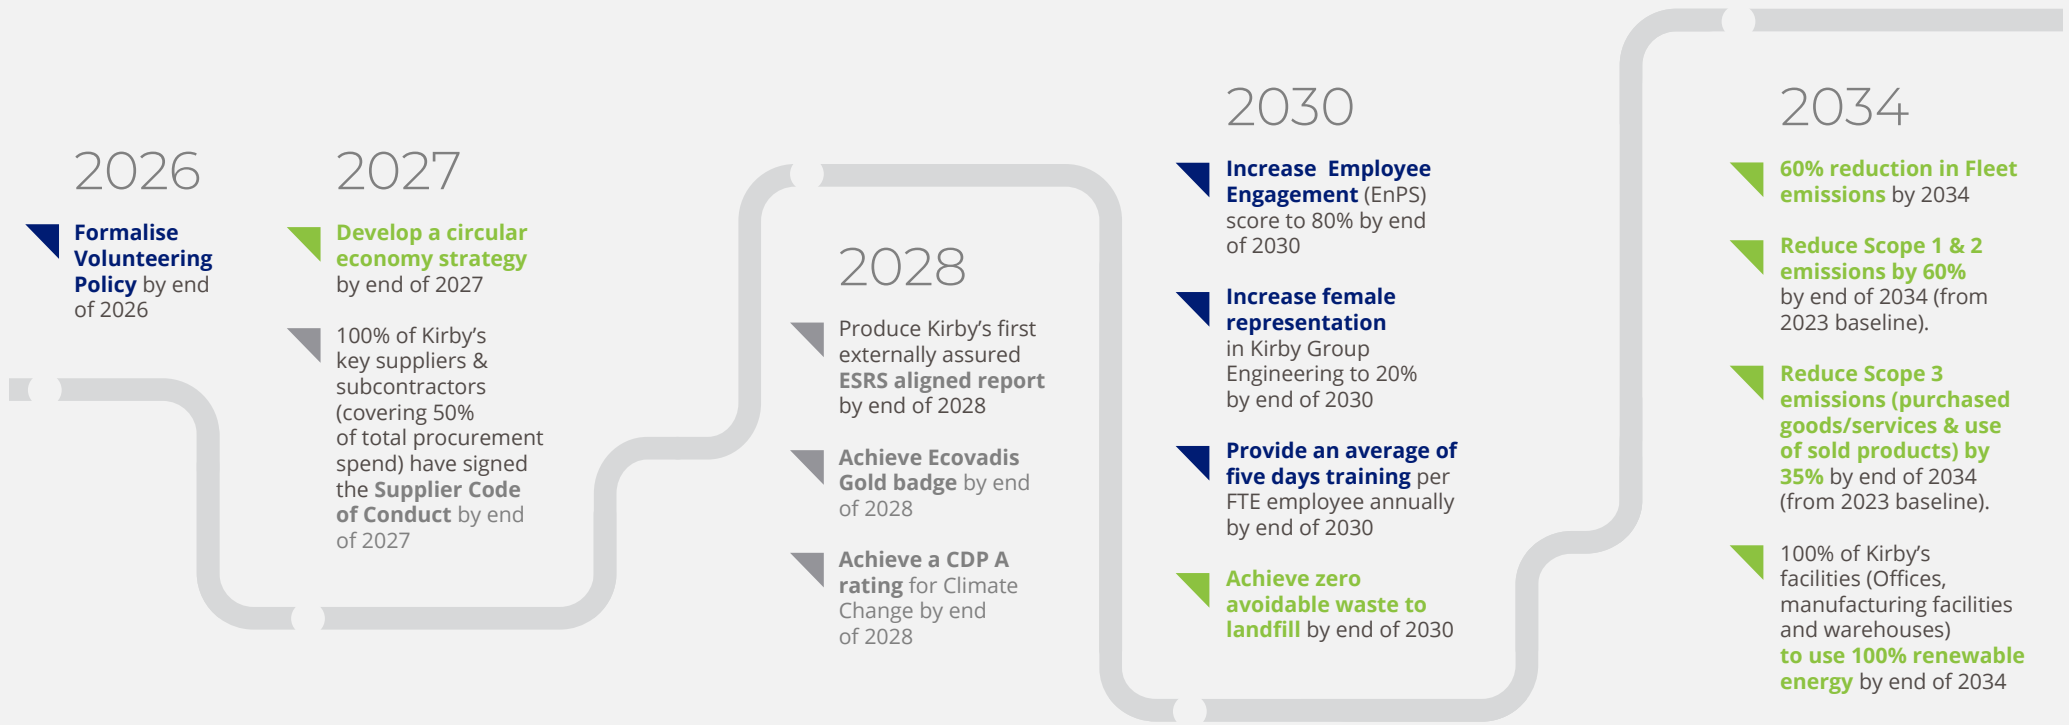 2026
Formalise
Volunteering
Policy by end
of 2026
2027
Develop a circular
economy strategy
by end of 2027
100% of Kirby’s
key suppliers &
subcontractors
(covering 50%
of total procurement
spend) have signed
the Supplier Code
of Conduct by end
of 2027
2028
Produce Kirby’s first
externally assured
ESRS aligned report
by end of 2028
Achieve Ecovadis
Gold badge by end
of 2028
Achieve a CDP A
rating for Climate
Change by end
of 2028
2030
Increase Employee
Engagement (EnPS)
score to 80% by end
of 2030
Increase female
representation
in Kirby Group
Engineering to 20%
by end of 2030
Provide an average of
five days training per
FTE employee annually
by end of 2030
Achieve zero
avoidable waste to
landfill by end of 2030
2034
60% reduction in Fleet
emissions by 2034
Reduce Scope 1 & 2
emissions by 60%
by end of 2034 (from
2023 baseline).
Reduce Scope 3
emissions (purchased
goods/services & use
of sold products) by
35% by end of 2034
(from 2023 baseline).
100% of Kirby’s
facilities (Offices,
manufacturing facilities
and warehouses)
to use 100% renewable
energy by end of 2034